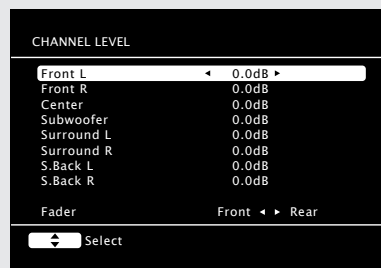 CHANNEL LEVEL
Front L ◄ 0.0dB ►
Front R 0.0dB
Center 0.0dB
Subwoofer 0.0dB
Surround L 0.0dB
Surround R 0.0dB
S.Back L 0.0dB
S.Back R 0.0dB
Fader Front ◄ ► Rear
Select